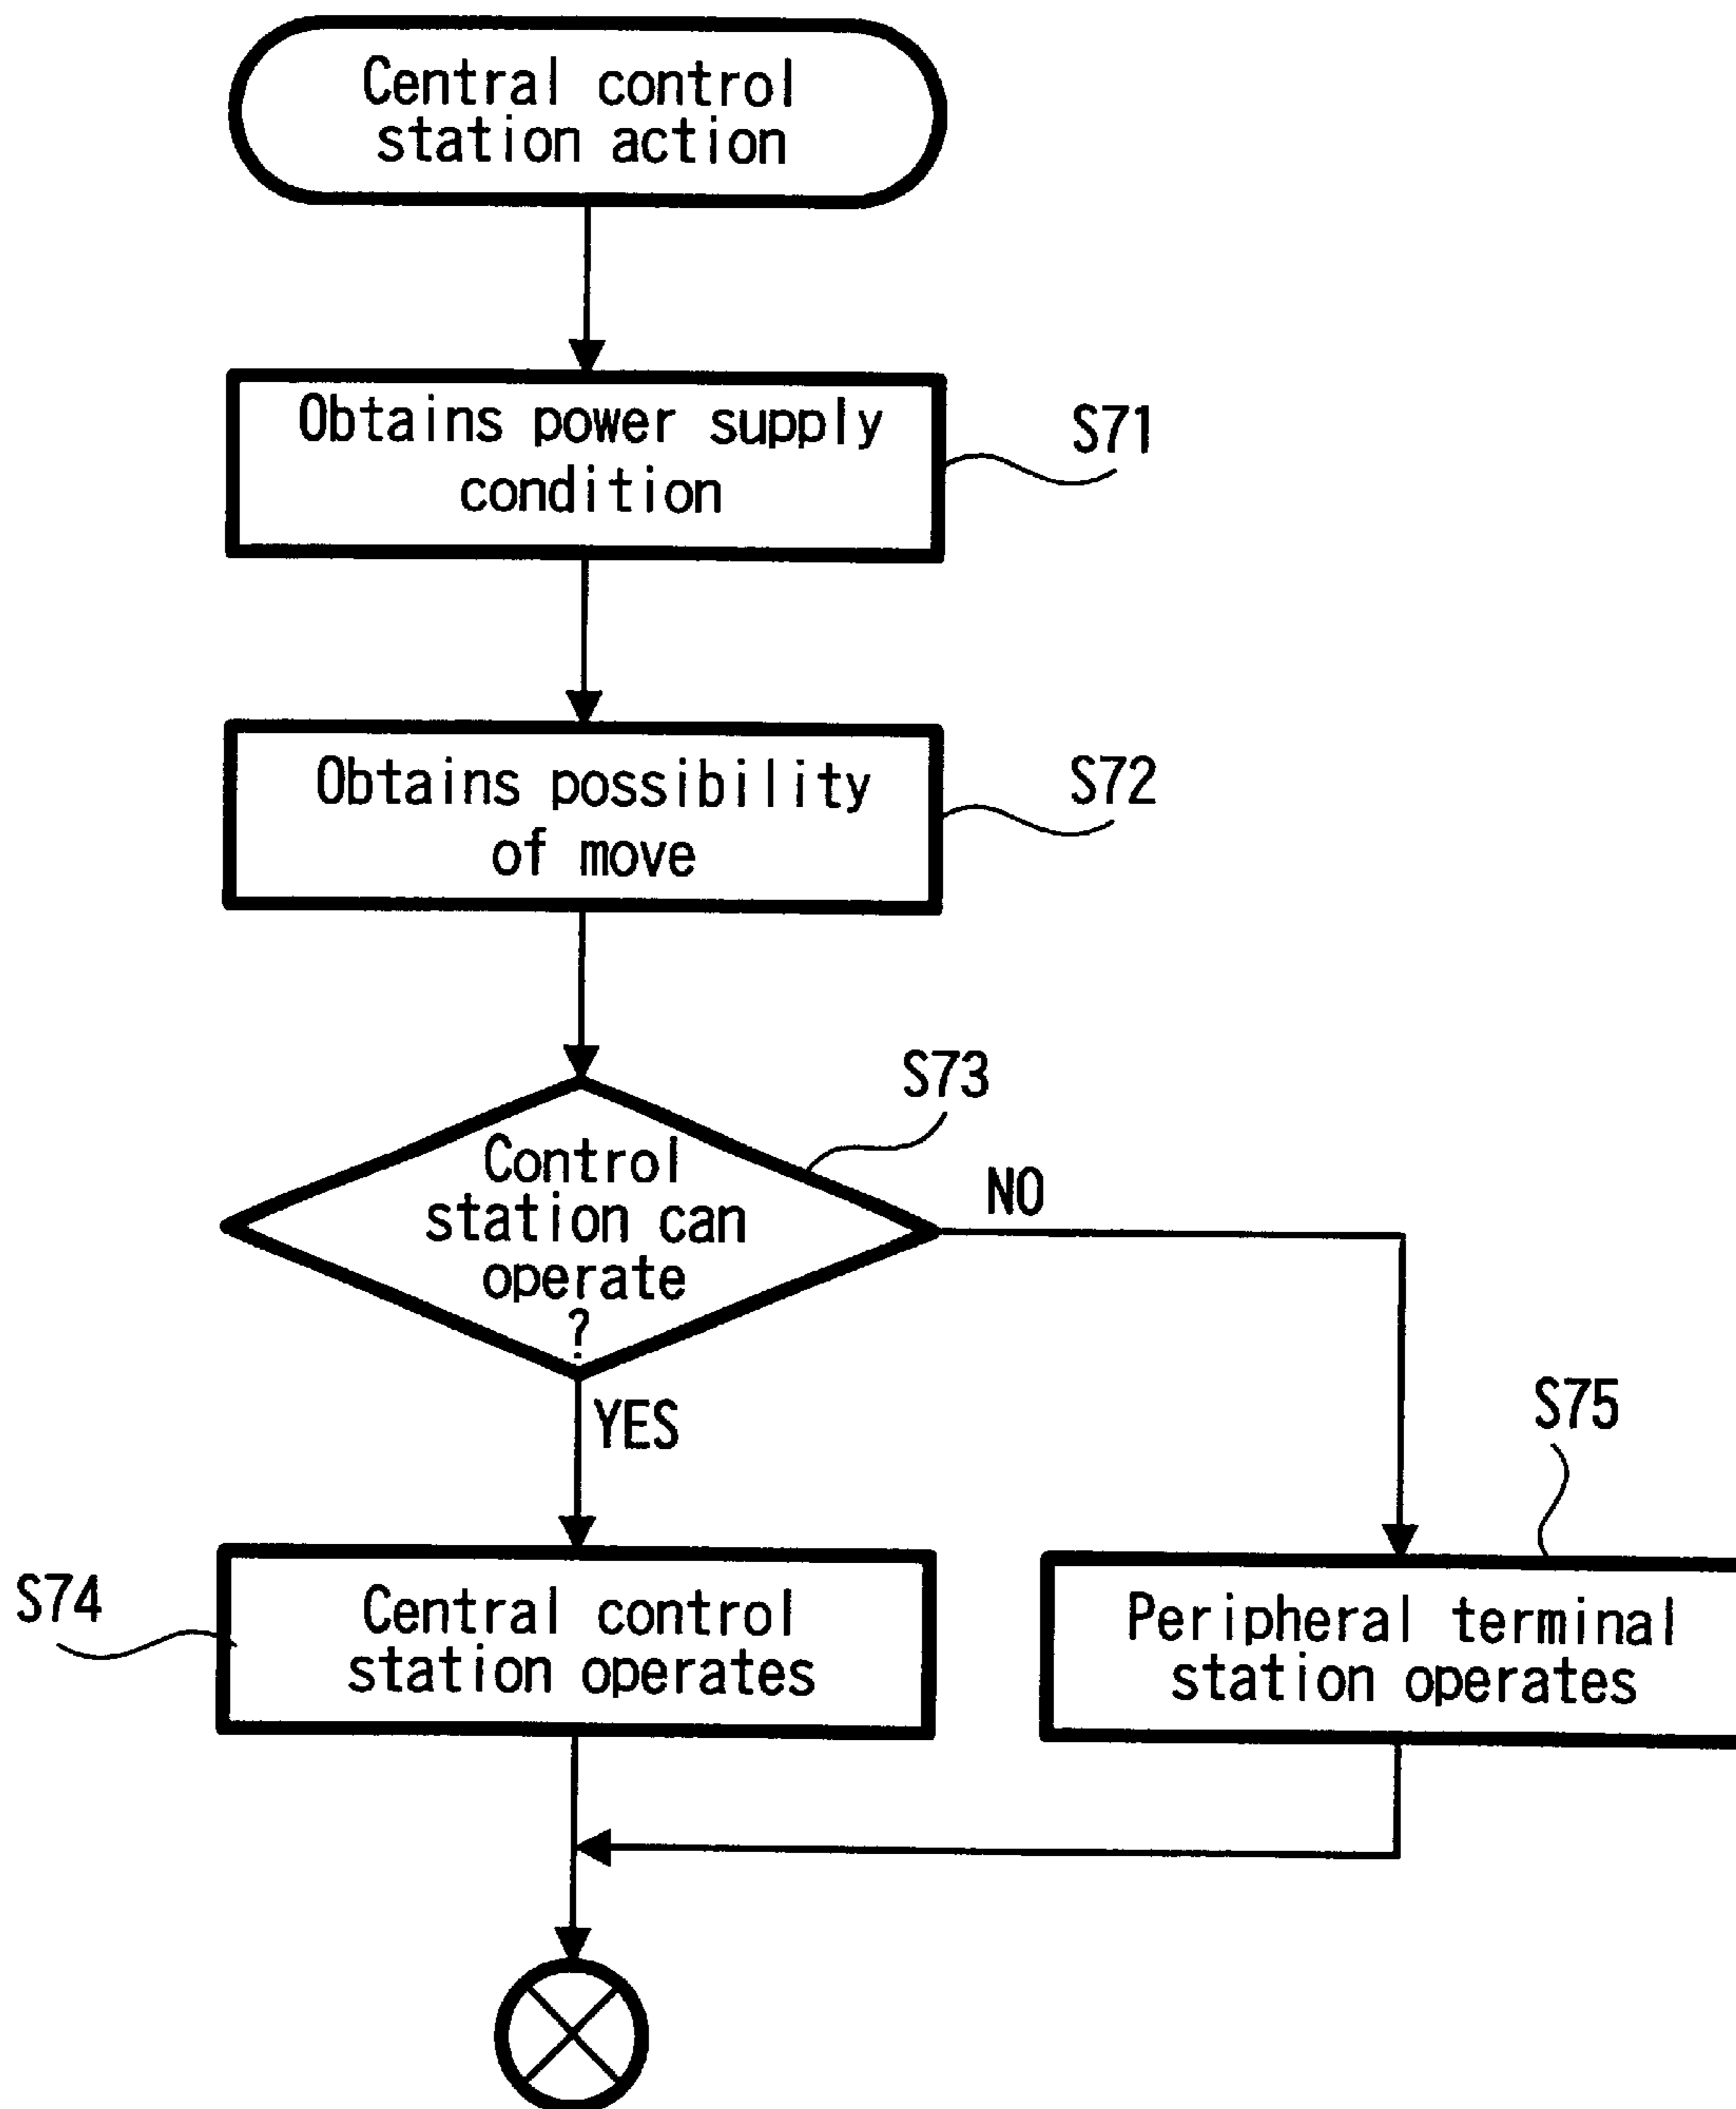 Central control
station action
Obtains power supply
condition
S71
Obtains possibility
of move
S72
S73
Control
station can
operate
?
NO
YES
S75
S74
Central control
station operates
Peripheral terminal
station operates